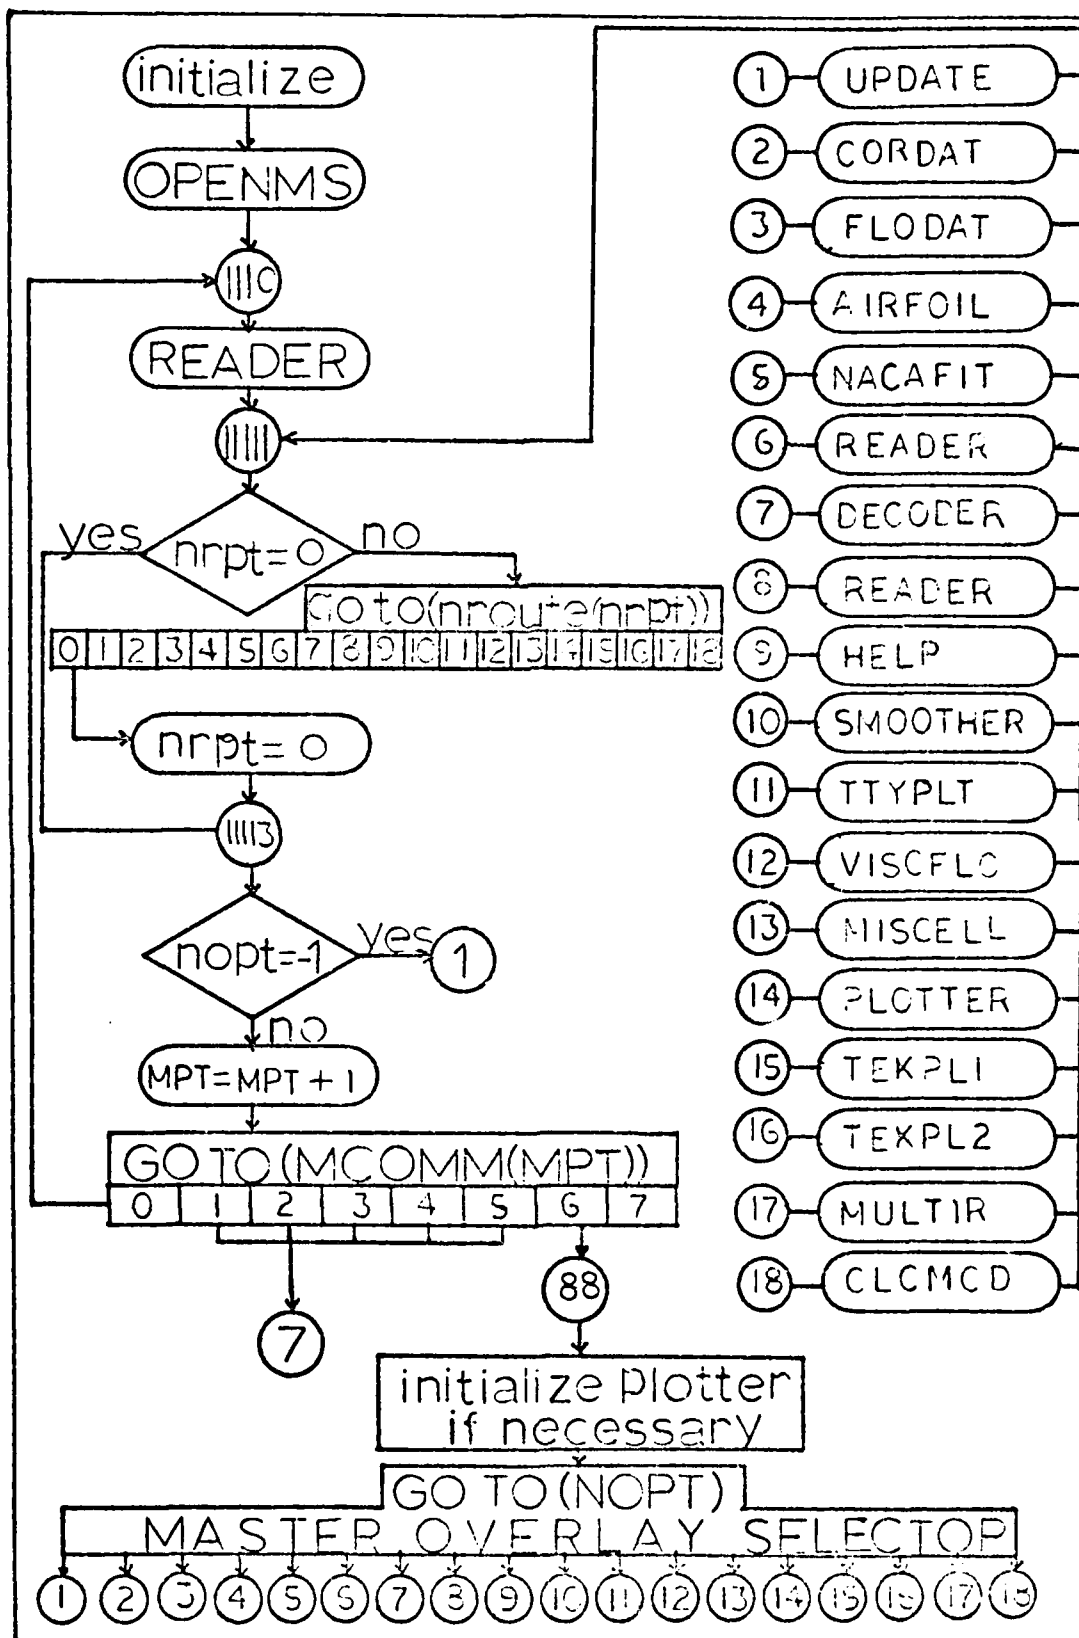 initialize
OPENMS
1110
READER
11111
yes
nrpt=0
no
Go to(nroute(nrpt))
0 1 2 3 4 5 6 7 8 9 10 11 12 13 14 15 16 17 18
nrpt=0
11113
nopt=-1
yes
1
no
MPT=MPT+1
GO TO(MCOMM(MPT))
0 1 2 3 4 5 6 7
7
88
initialize Plotter
if necessary
GO TO(NOPT)
MASTER OVERLAY SELECTOR
1 2 3 4 5 6 7 8 9 10 11 12 13 14 15 16 17 18
1 UPDATE
2 CORDAT
3 FLODAT
4 AIRFOIL
5 NACAFIT
6 READER
7 DECODER
8 READER
9 HELP
10 SMOOTHER
11 TTYPLT
12 VISCFLO
13 MISCELL
14 PLOTTER
15 TEKPL1
16 TEXPL2
17 MULTIR
18 CLCMCD